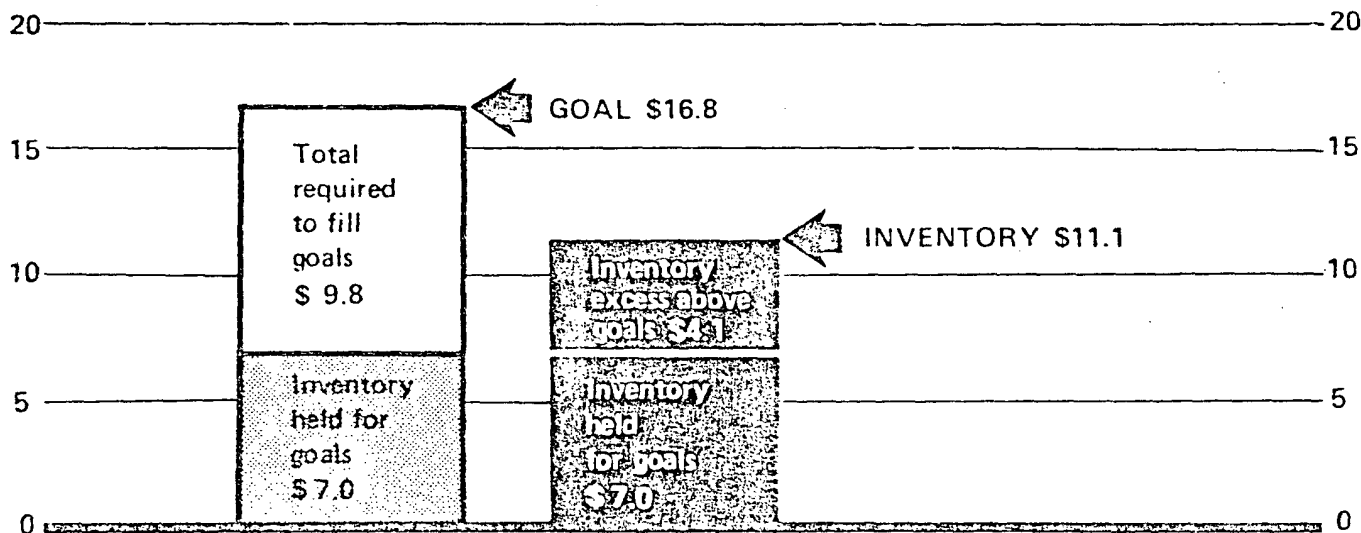 20
20
GOAL $16.8
15
15
Total
required
to fill
goals
$ 9.8
INVENTORY $11.1
10
10
Inventory
excess above
goals $4.1
Inventory
held for
goals
$7.0
Inventory
held
for goals
$7.0
5
5
0
0